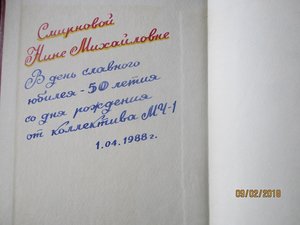 Смирновой
Нине Михайловне
В день славного
юбилея - 50 летия
со дня рождения
от коллектива МЧ-1
1.04.1988 г.
09/02/2018